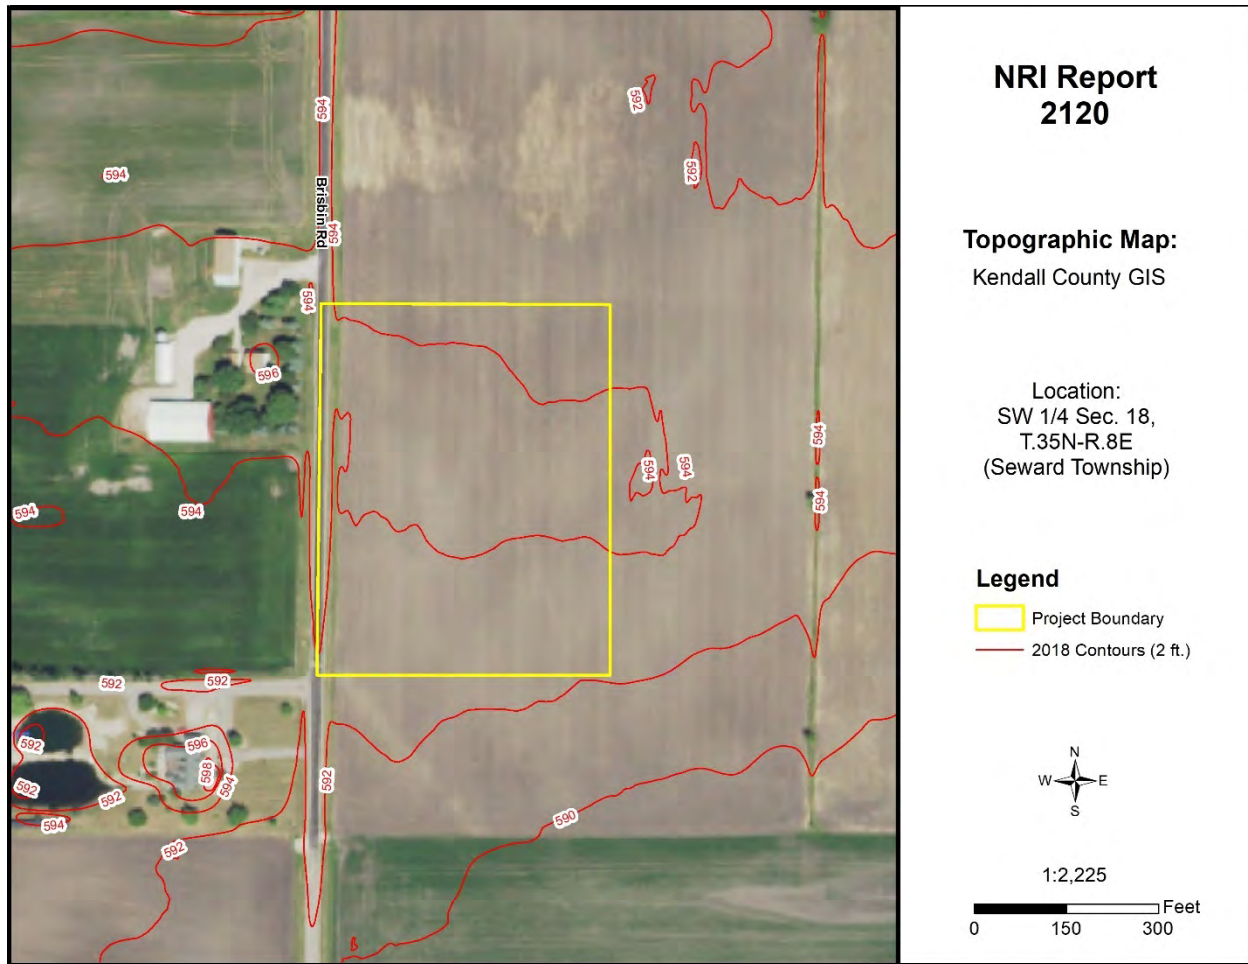 594
594
Brisbin Rd
594
594
596
594
594
592
592
594
594
594
594
592
592
592
592
592
594
596
598
594
592
592
590
NRI Report
2120
Topographic Map:
Kendall County GIS
Location:
SW 1/4 Sec. 18,
T.35N-R.8E
(Seward Township)
Legend
Project Boundary
2018 Contours (2 ft.)
N
W E
S
1:2,225
Feet
0 150 300